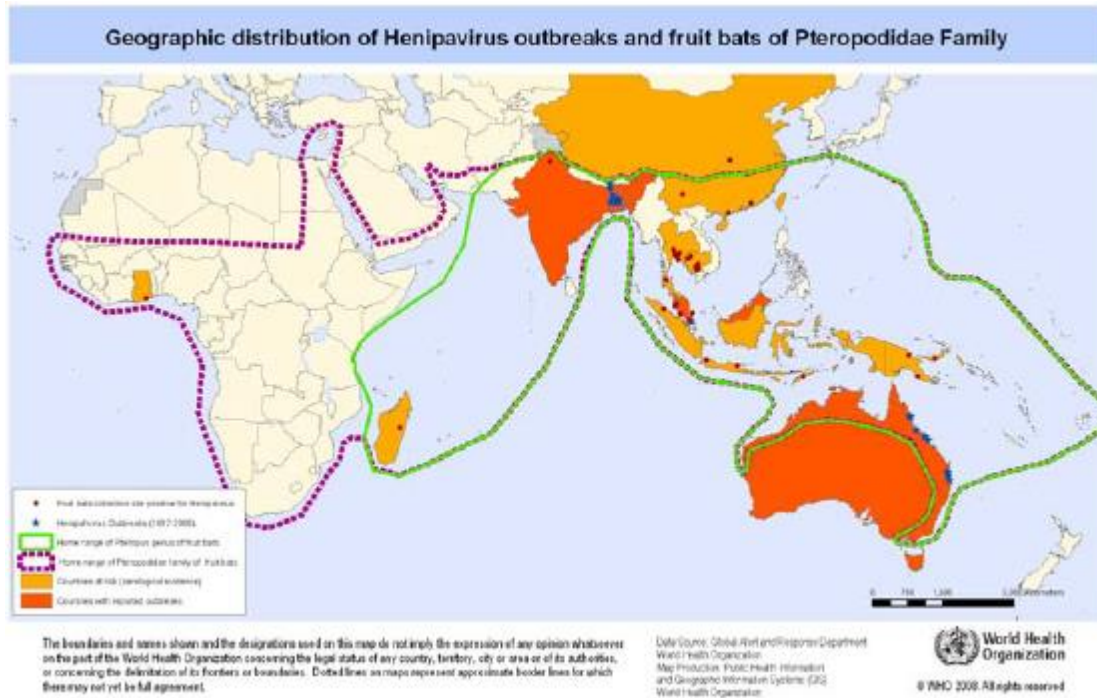 Geographic distribution of Henipavirus outbreaks and fruit bats of Pteropodidae Family
Fruit bats collection site positive for Henipavirus
Henipavirus Outbreaks
Home range of Pteropus genus of fruit bats
Home range of Pteropodidae family of fruit bats
Countries at risk (serological evidence)
Countries with reported outbreaks
0 750 1,500 3,000 Kilometers
The boundaries and names shown and the designations used on this map do not imply the expression of any opinion whatsoever
on the part of the World Health Organization concerning the legal status of any country, territory, city or area or of its authorities,
or concerning the delimitation of its frontiers or boundaries. Dotted lines on maps represent approximate border lines for which
there may not yet be full agreement.
Data Source: Global Alert and Response Department
World Health Organization
Map Production: Public Health Information
and Geographic Information Systems (GIS)
World Health Organization
World Health
Organization
© WHO 2008. All rights reserved